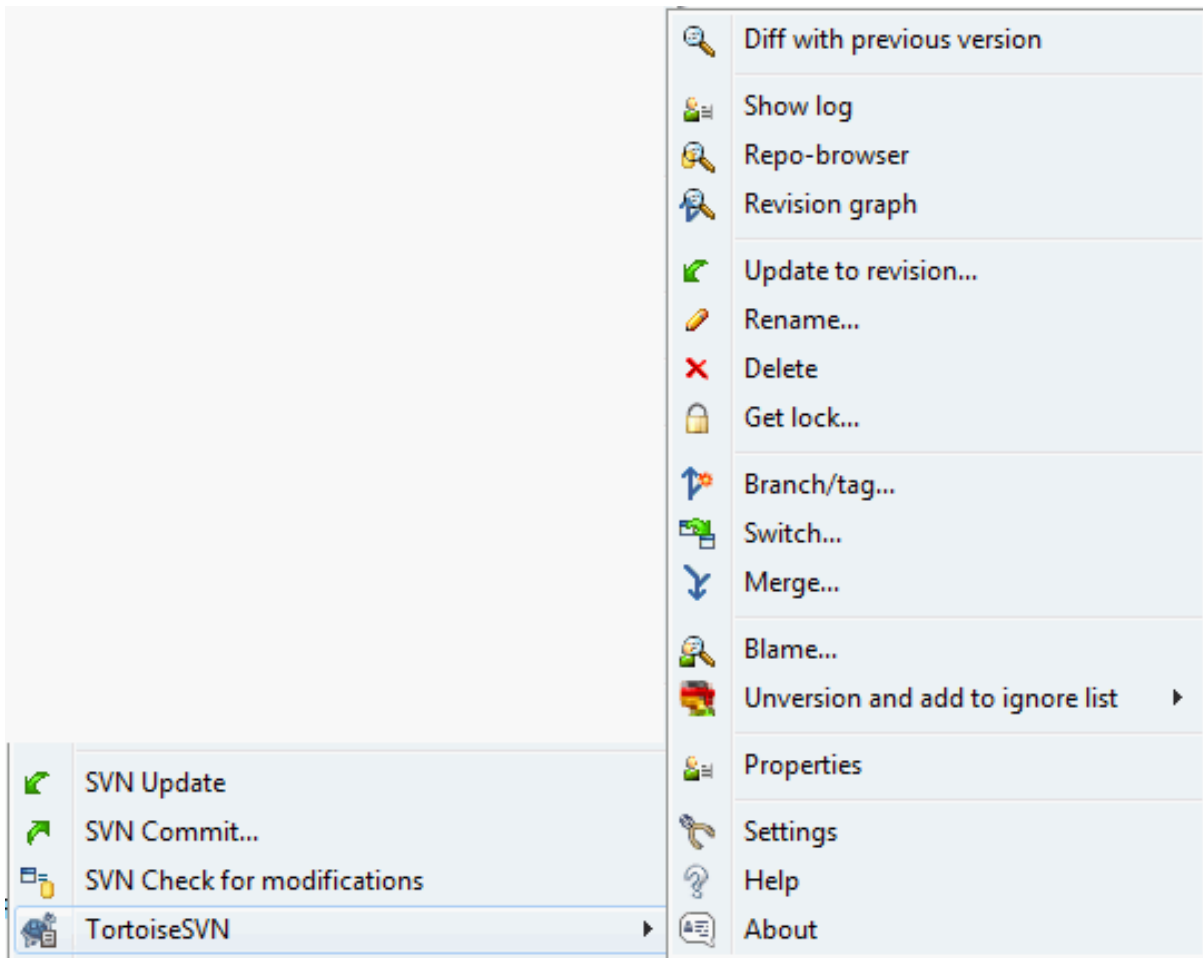 Diff with previous version
Show log
Repo-browser
Revision graph
Update to revision...
Rename...
Delete
Get lock...
Branch/tag...
Switch...
Merge...
Blame...
Unversion and add to ignore list
Properties
Settings
Help
About
SVN Update
SVN Commit...
SVN Check for modifications
TortoiseSVN